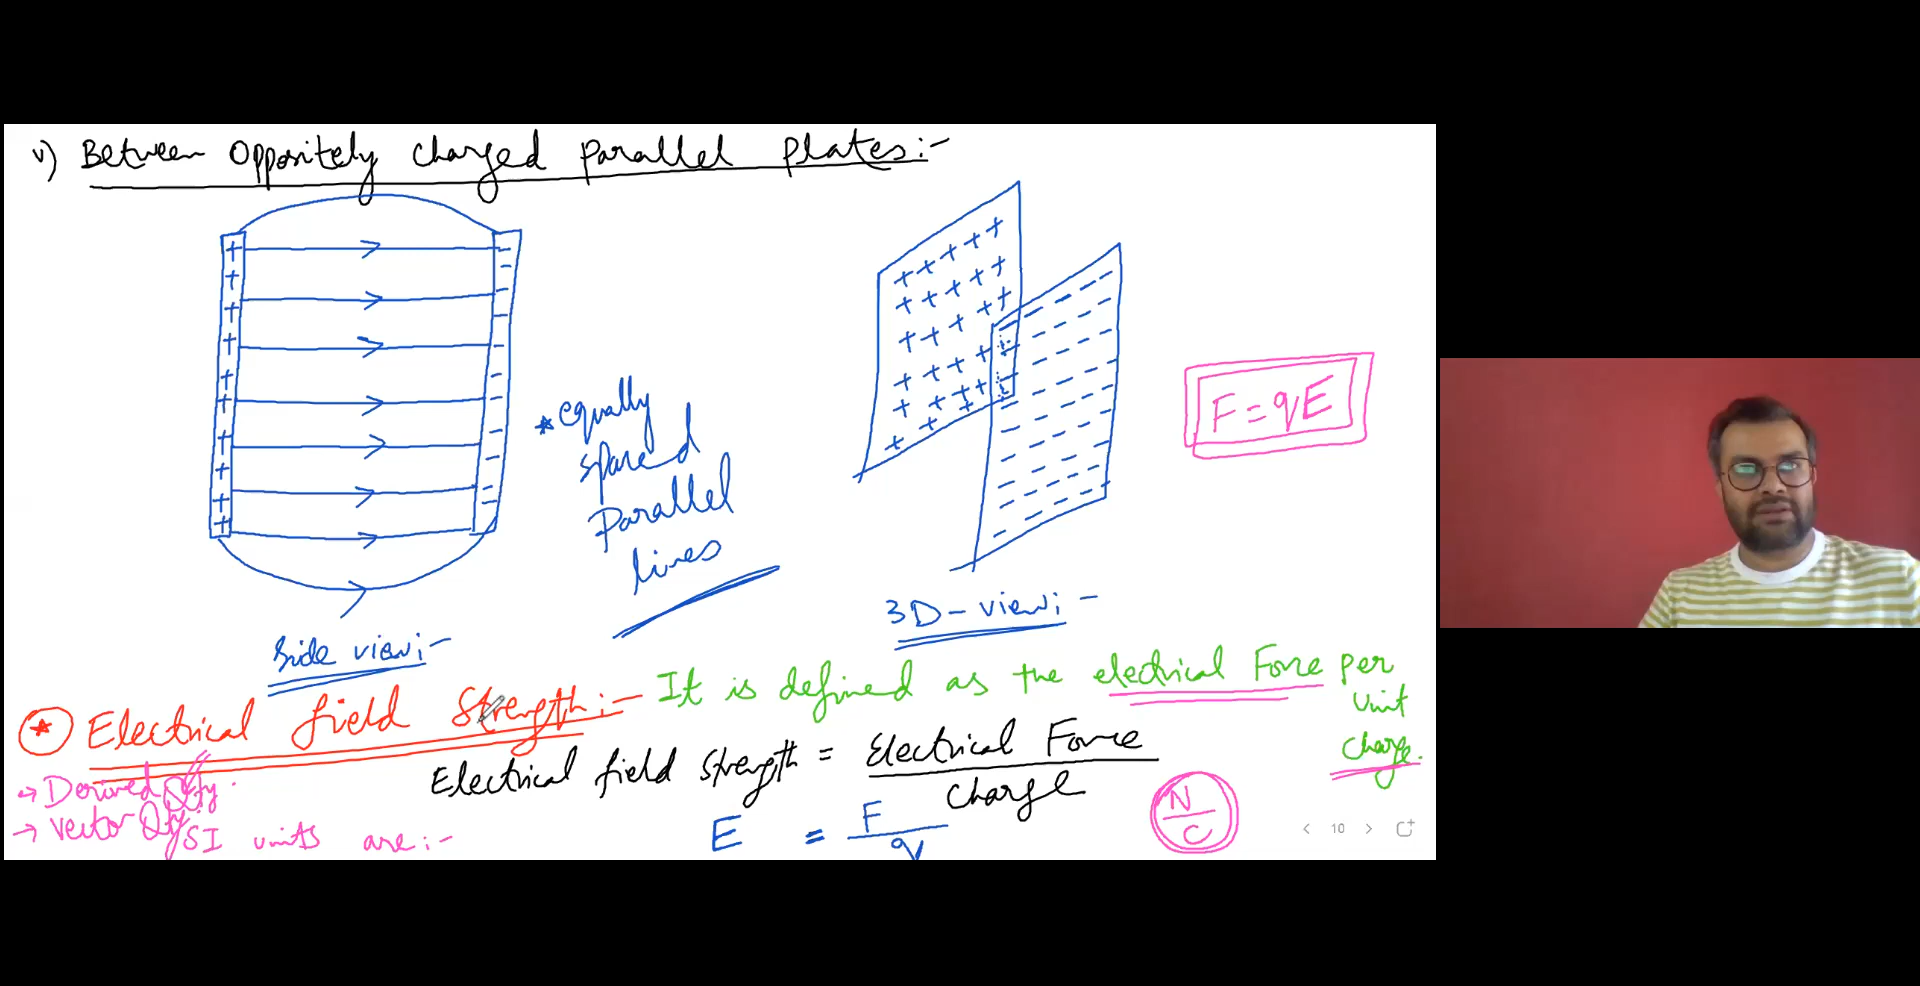 v) Between Oppositely charged parallel plates:-
* equally
spaced
parallel
lines
F = qE
Side view:-
3D-view:-
* Electrical field Strength:- It is defined as the electrical Force per
unit
charge.
Electrical field strength = Electrical Force
Charge
→ Derived Qty.
→ Vector Qty
SI units are:-
E = F
q
N
C
< 10 >